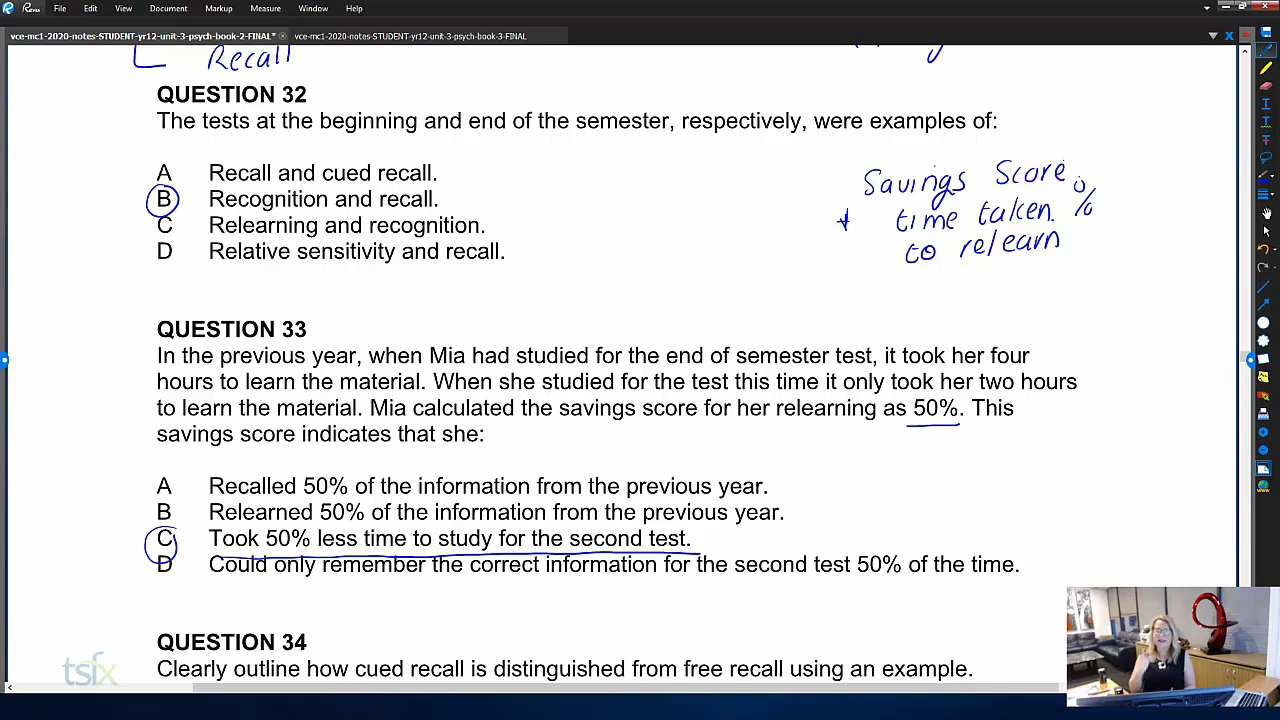 File Edit View Document Markup Measure Window Help
vce-mc1-2020-notes-STUDENT-yr12-unit-3-psych-book-2-FINAL* vce-mc1-2020-notes-STUDENT-yr12-unit-3-psych-book-3-FINAL
Recall
QUESTION 32
The tests at the beginning and end of the semester, respectively, were examples of:
A Recall and cued recall.
B Recognition and recall.
C Relearning and recognition.
D Relative sensitivity and recall.
Savings Score
time taken %
to relearn
QUESTION 33
In the previous year, when Mia had studied for the end of semester test, it took her four
hours to learn the material. When she studied for the test this time it only took her two hours
to learn the material. Mia calculated the savings score for her relearning as 50%. This
savings score indicates that she:
A Recalled 50% of the information from the previous year.
B Relearned 50% of the information from the previous year.
C Took 50% less time to study for the second test.
D Could only remember the correct information for the second test 50% of the time.
QUESTION 34
Clearly outline how cued recall is distinguished from free recall using an example.
tsfx